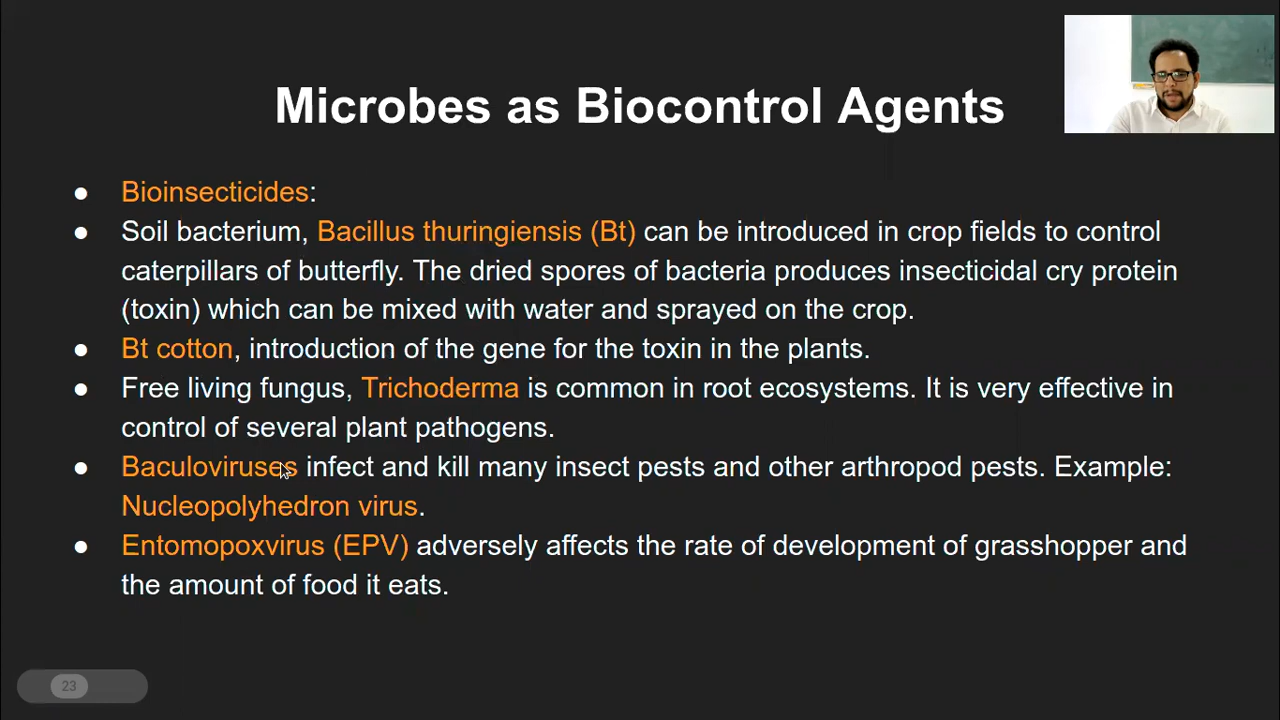 Microbes as Biocontrol Agents
● Bioinsecticides:
● Soil bacterium, Bacillus thuringiensis (Bt) can be introduced in crop fields to control
caterpillars of butterfly. The dried spores of bacteria produces insecticidal cry protein
(toxin) which can be mixed with water and sprayed on the crop.
● Bt cotton, introduction of the gene for the toxin in the plants.
● Free living fungus, Trichoderma is common in root ecosystems. It is very effective in
control of several plant pathogens.
● Baculoviruses infect and kill many insect pests and other arthropod pests. Example:
Nucleopolyhedron virus.
● Entomopoxvirus (EPV) adversely affects the rate of development of grasshopper and
the amount of food it eats.
23